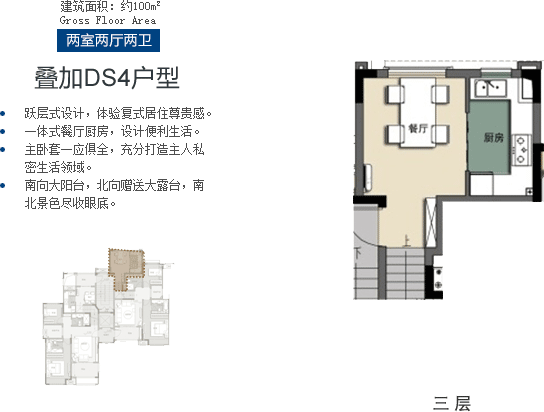 建筑面积：约100m²
Gross Floor Area
两室两厅两卫
叠加DS4户型
跃层式设计，体验复式居住尊贵感。
一体式餐厅厨房，设计便利生活。
主卧套一应俱全，充分打造主人私
密生活领域。
南向大阳台，北向赠送大露台，南
北景色尽收眼底。
餐厅
厨房
上
下
三 层